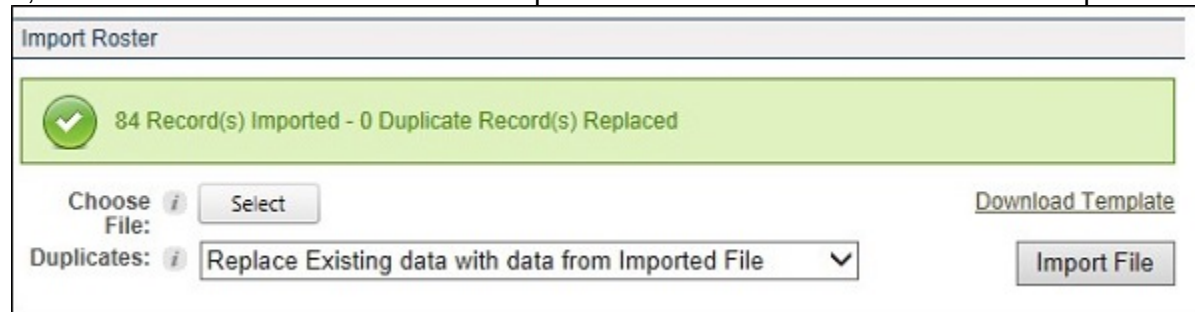 Import Roster
84 Record(s) Imported - 0 Duplicate Record(s) Replaced
Choose File:
Select
Download Template
Duplicates:
Replace Existing data with data from Imported File
Import File